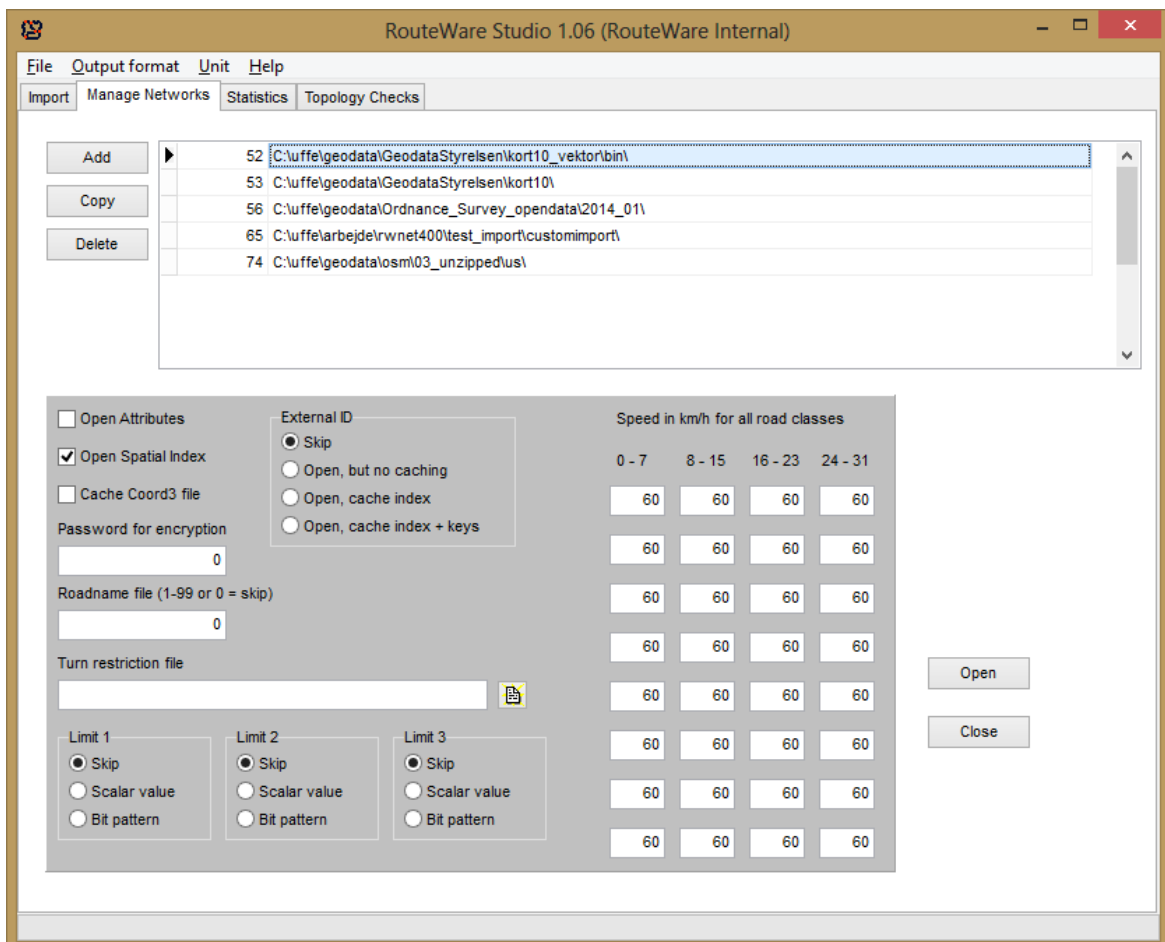 RouteWare Studio 1.06 (RouteWare Internal)
File Output format Unit Help
Import Manage Networks Statistics Topology Checks
Add
Copy
Delete
52 C:\uffe\geodata\GeodataStyrelsen\kort10_vektor\bin\
53 C:\uffe\geodata\GeodataStyrelsen\kort10\
56 C:\uffe\geodata\Ordnance_Survey_opendata\2014_01\
65 C:\uffe\arbejde\rwnet400\test_import\customimport\
74 C:\uffe\geodata\osm\03_unzipped\us\
Open Attributes
Open Spatial Index
Cache Coord3 file
Password for encryption
0
External ID
Skip
Open, but no caching
Open, cache index
Open, cache index + keys
Roadname file (1-99 or 0 = skip)
0
Turn restriction file
Limit 1
Skip
Scalar value
Bit pattern
Limit 2
Skip
Scalar value
Bit pattern
Limit 3
Skip
Scalar value
Bit pattern
Speed in km/h for all road classes
0 - 7 8 - 15 16 - 23 24 - 31
60 60 60 60
60 60 60 60
60 60 60 60
60 60 60 60
60 60 60 60
60 60 60 60
60 60 60 60
60 60 60 60
Open
Close